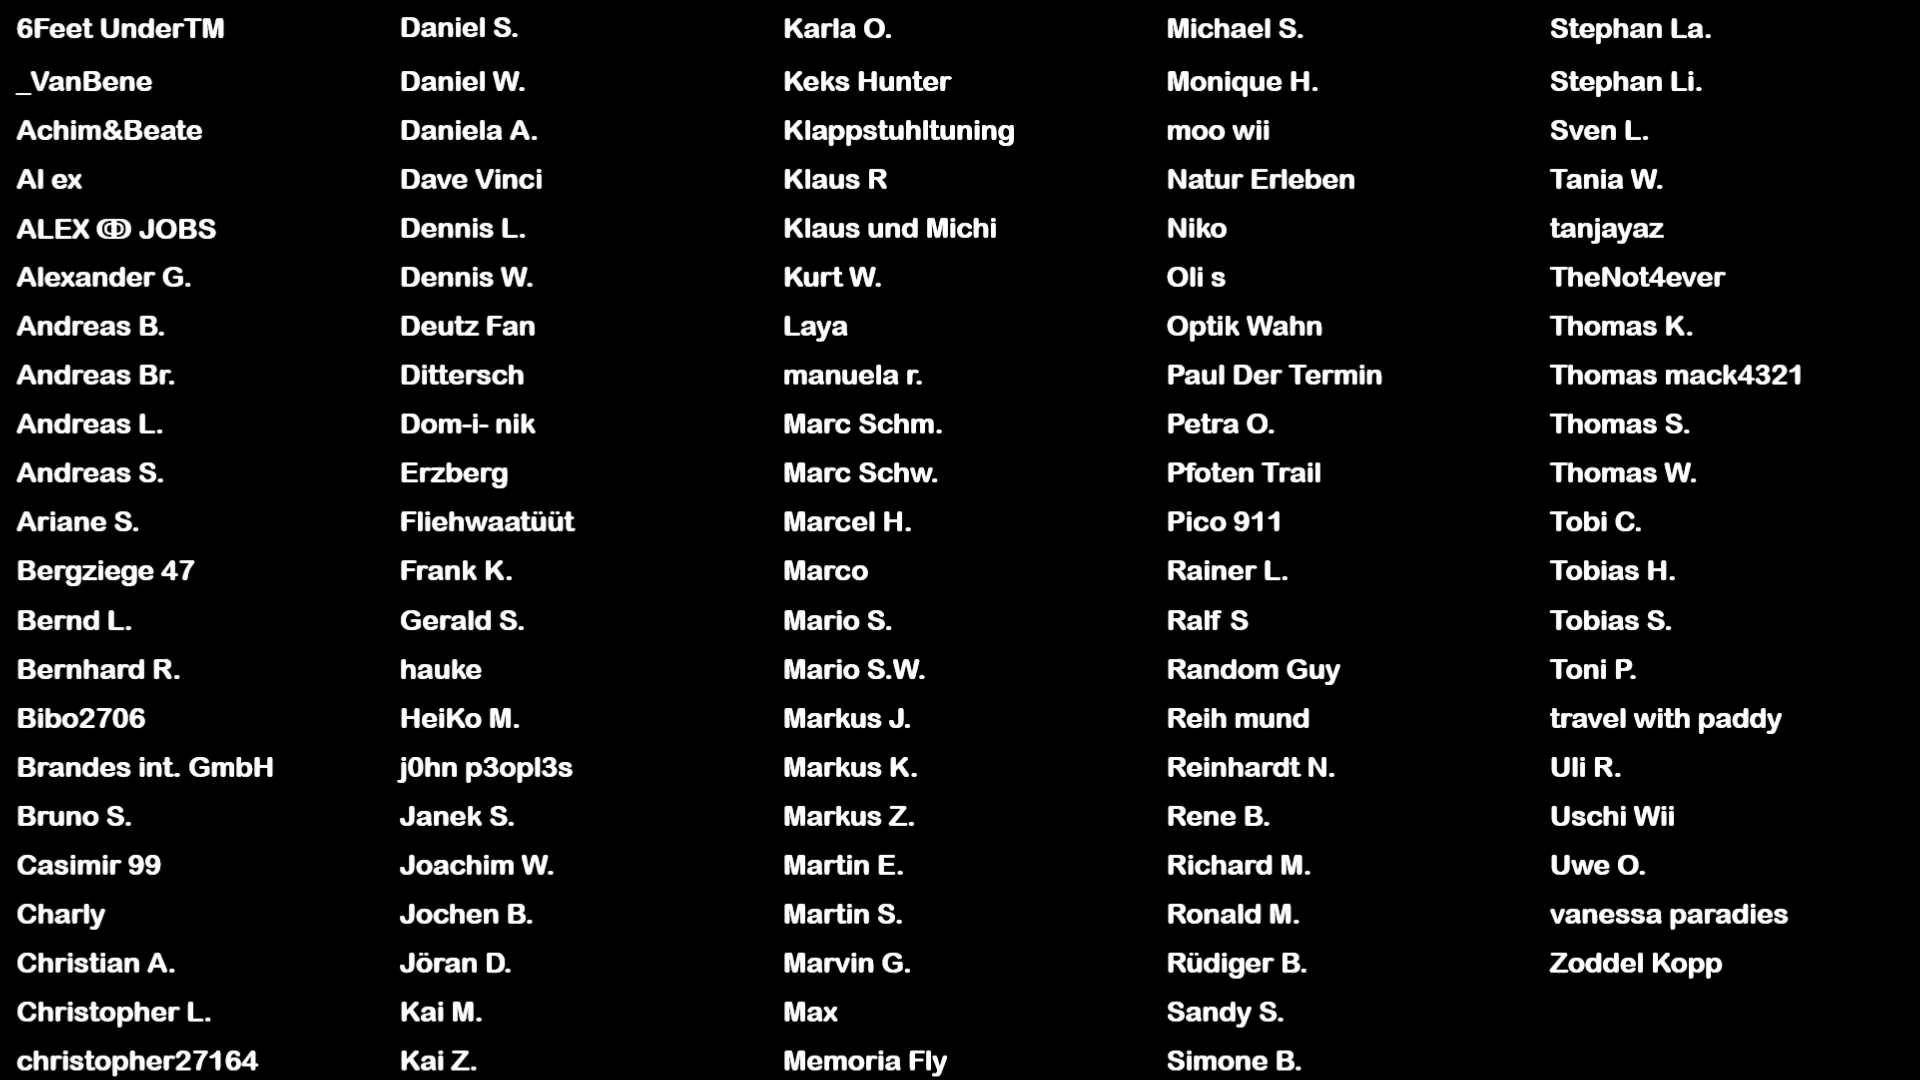 6Feet UnderTM
_VanBene
Achim&Beate
Al ex
ALEX ↂ JOBS
Alexander G.
Andreas B.
Andreas Br.
Andreas L.
Andreas S.
Ariane S.
Bergziege 47
Bernd L.
Bernhard R.
Bibo2706
Brandes int. GmbH
Bruno S.
Casimir 99
Charly
Christian A.
Christopher L.
christopher27164
Daniel S.
Daniel W.
Daniela A.
Dave Vinci
Dennis L.
Dennis W.
Deutz Fan
Dittersch
Dom-i- nik
Erzberg
Fliehwaatüüt
Frank K.
Gerald S.
hauke
HeiKo M.
j0hn p3opl3s
Janek S.
Joachim W.
Jochen B.
Jöran D.
Kai M.
Kai Z.
Karla O.
Keks Hunter
Klappstuhltuning
Klaus R
Klaus und Michi
Kurt W.
Laya
manuela r.
Marc Schm.
Marc Schw.
Marcel H.
Marco
Mario S.
Mario S.W.
Markus J.
Markus K.
Markus Z.
Martin E.
Martin S.
Marvin G.
Max
Memoria Fly
Michael S.
Monique H.
moo wii
Natur Erleben
Niko
Oli s
Optik Wahn
Paul Der Termin
Petra O.
Pfoten Trail
Pico 911
Rainer L.
Ralf S
Random Guy
Reih mund
Reinhardt N.
Rene B.
Richard M.
Ronald M.
Rüdiger B.
Sandy S.
Simone B.
Stephan La.
Stephan Li.
Sven L.
Tania W.
tanjayaz
TheNot4ever
Thomas K.
Thomas mack4321
Thomas S.
Thomas W.
Tobi C.
Tobias H.
Tobias S.
Toni P.
travel with paddy
Uli R.
Uschi Wii
Uwe O.
vanessa paradies
Zoddel Kopp